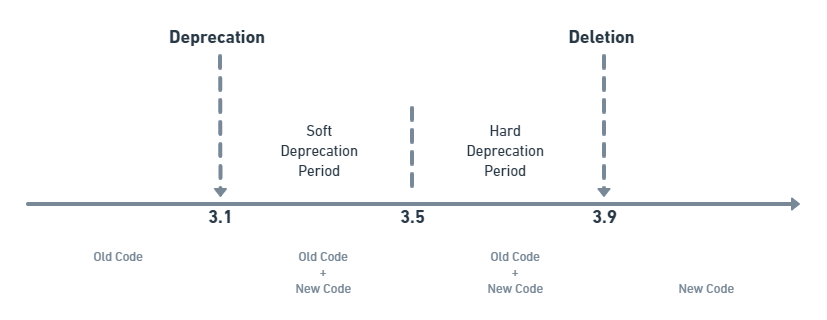 Deprecation
Deletion
Soft
Deprecation
Period
Hard
Deprecation
Period
3.1
3.5
3.9
Old Code
Old Code
+
New Code
Old Code
+
New Code
New Code